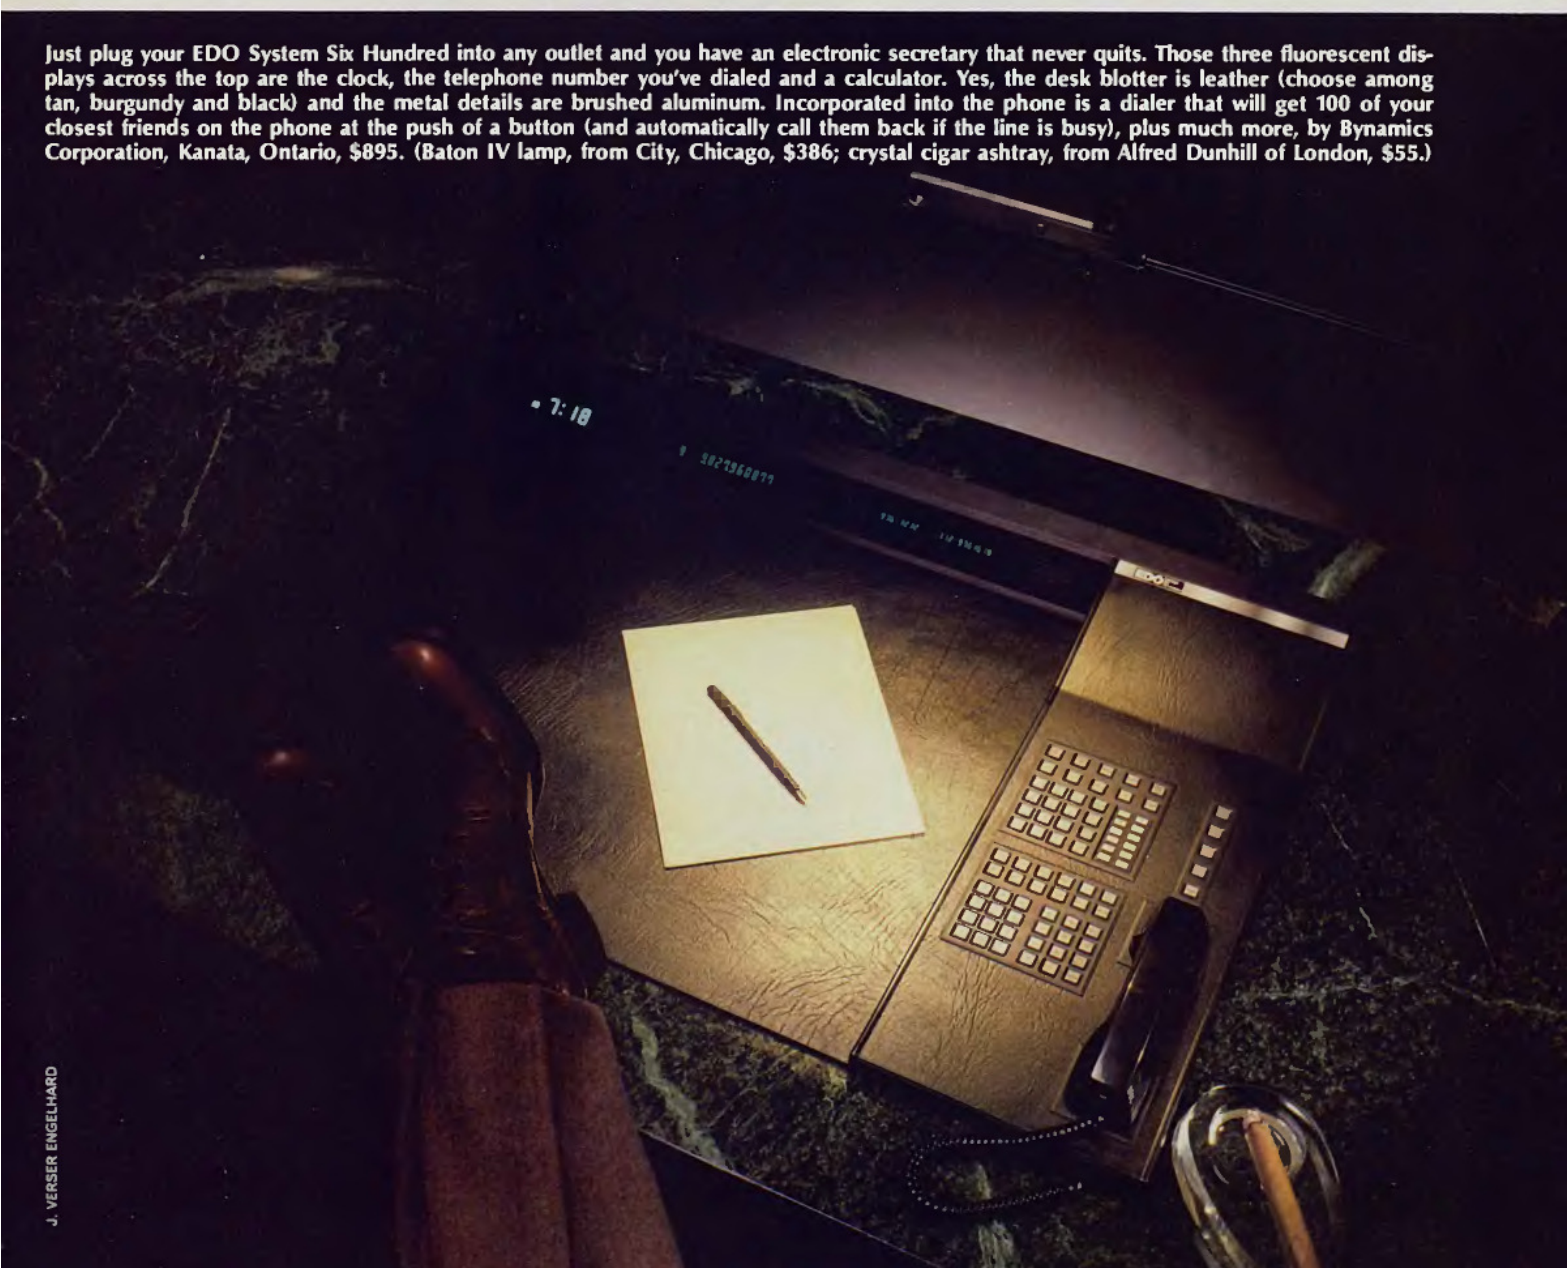 Just plug your EDO System Six Hundred into any outlet and you have an electronic secretary that never quits. Those three fluorescent dis-
plays across the top are the clock, the telephone number you've dialed and a calculator. Yes, the desk blotter is leather (choose among
tan, burgundy and black) and the metal details are brushed aluminum. Incorporated into the phone is a dialer that will get 100 of your
closest friends on the phone at the push of a button (and automatically call them back if the line is busy), plus much more, by Bynamics
Corporation, Kanata, Ontario, $895. (Baton IV lamp, from City, Chicago, $386; crystal cigar ashtray, from Alfred Dunhill of London, $55.)
7:18
EDO
J. VERSER ENGELHARD